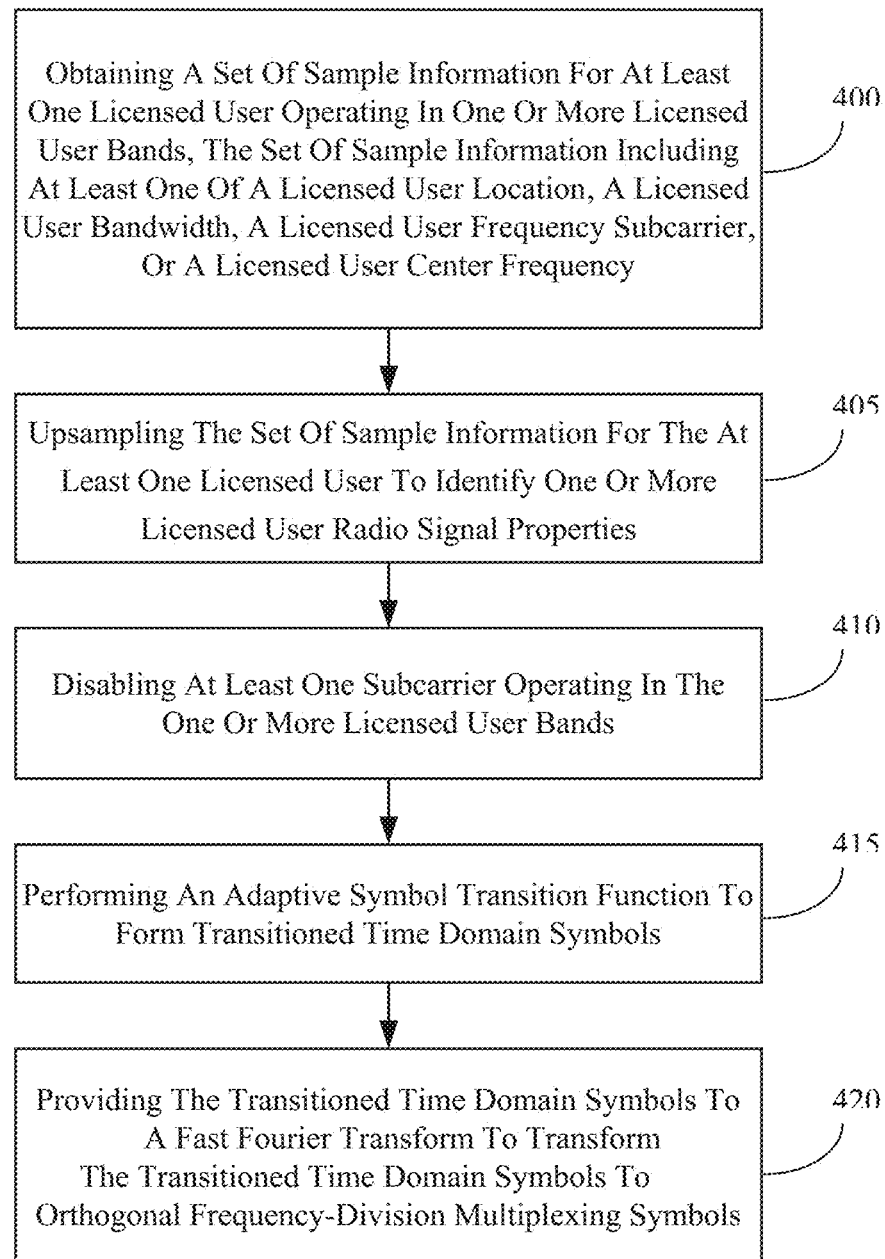 Obtaining A Set Of Sample Information For At Least
One Licensed User Operating In One Or More Licensed
User Bands, The Set Of Sample Information Including
At Least One Of A Licensed User Location, A Licensed
User Bandwidth, A Licensed User Frequency Subcarrier,
Or A Licensed User Center Frequency
400
Upsampling The Set Of Sample Information For The At
Least One Licensed User To Identify One Or More
Licensed User Radio Signal Properties
405
Disabling At Least One Subcarrier Operating In The
One Or More Licensed User Bands
410
Performing An Adaptive Symbol Transition Function To
Form Transitioned Time Domain Symbols
415
Providing The Transitioned Time Domain Symbols To
A Fast Fourier Transform To Transform
The Transitioned Time Domain Symbols To
Orthogonal Frequency-Division Multiplexing Symbols
420